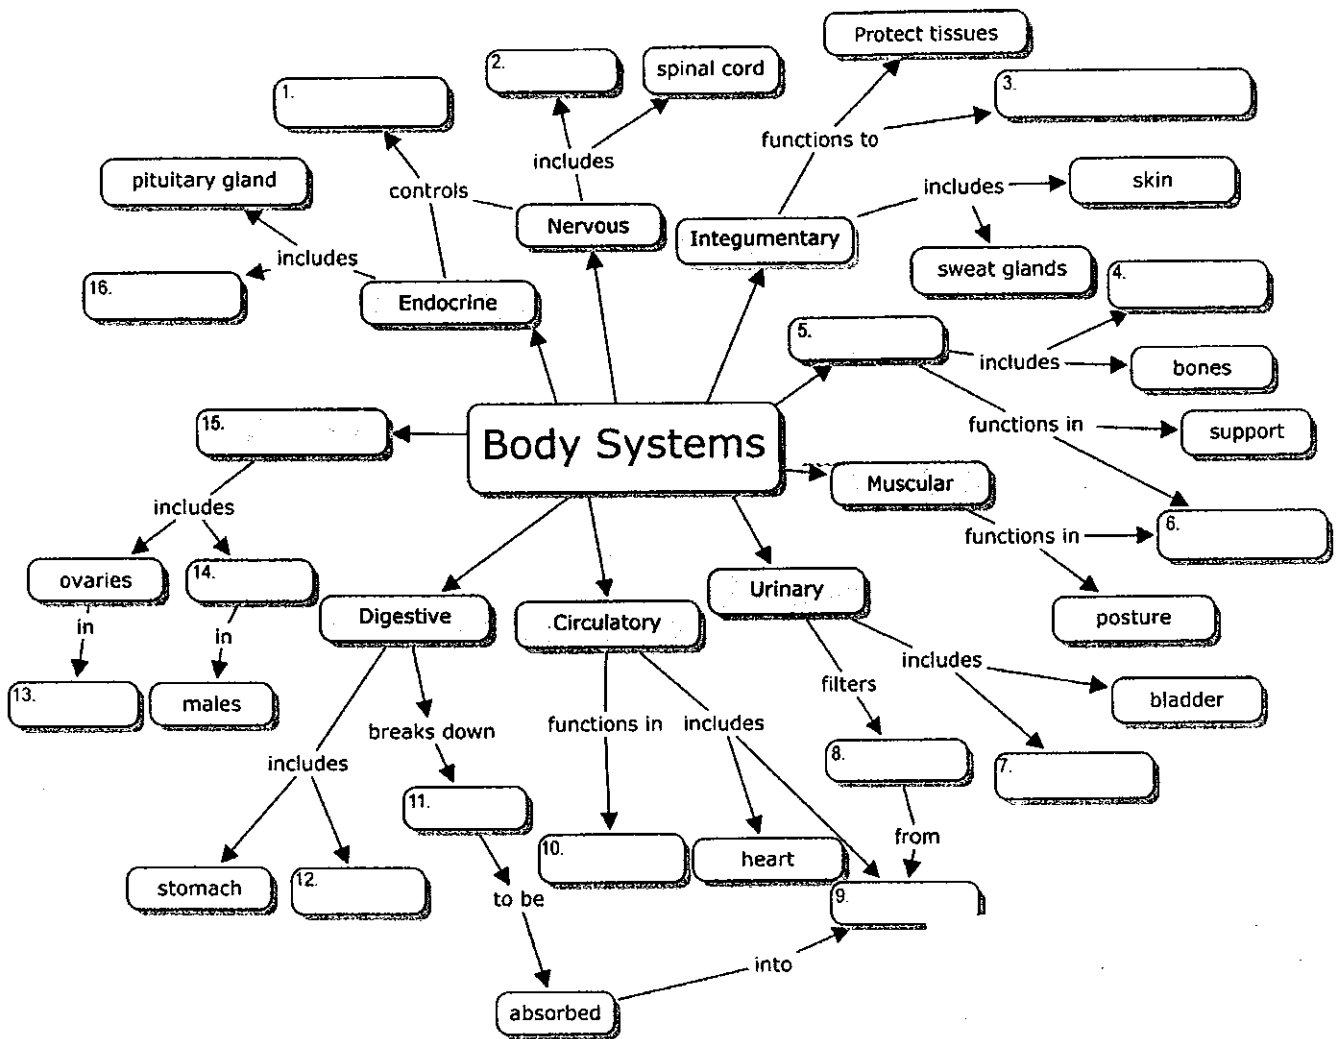 Protect tissues
2.
spinal cord
1.
3.
functions to
includes
pituitary gland
controls
includes
skin
Nervous
Integumentary
includes
sweat glands
4.
16.
Endocrine
5.
includes
bones
15.
Body Systems
functions in
support
Muscular
includes
functions in
6.
ovaries
14.
Urinary
Digestive
Circulatory
posture
in
in
includes
13.
males
filters
bladder
breaks down
functions in
includes
includes
8.
7.
11.
10.
heart
from
stomach
12.
to be
9.
into
absorbed